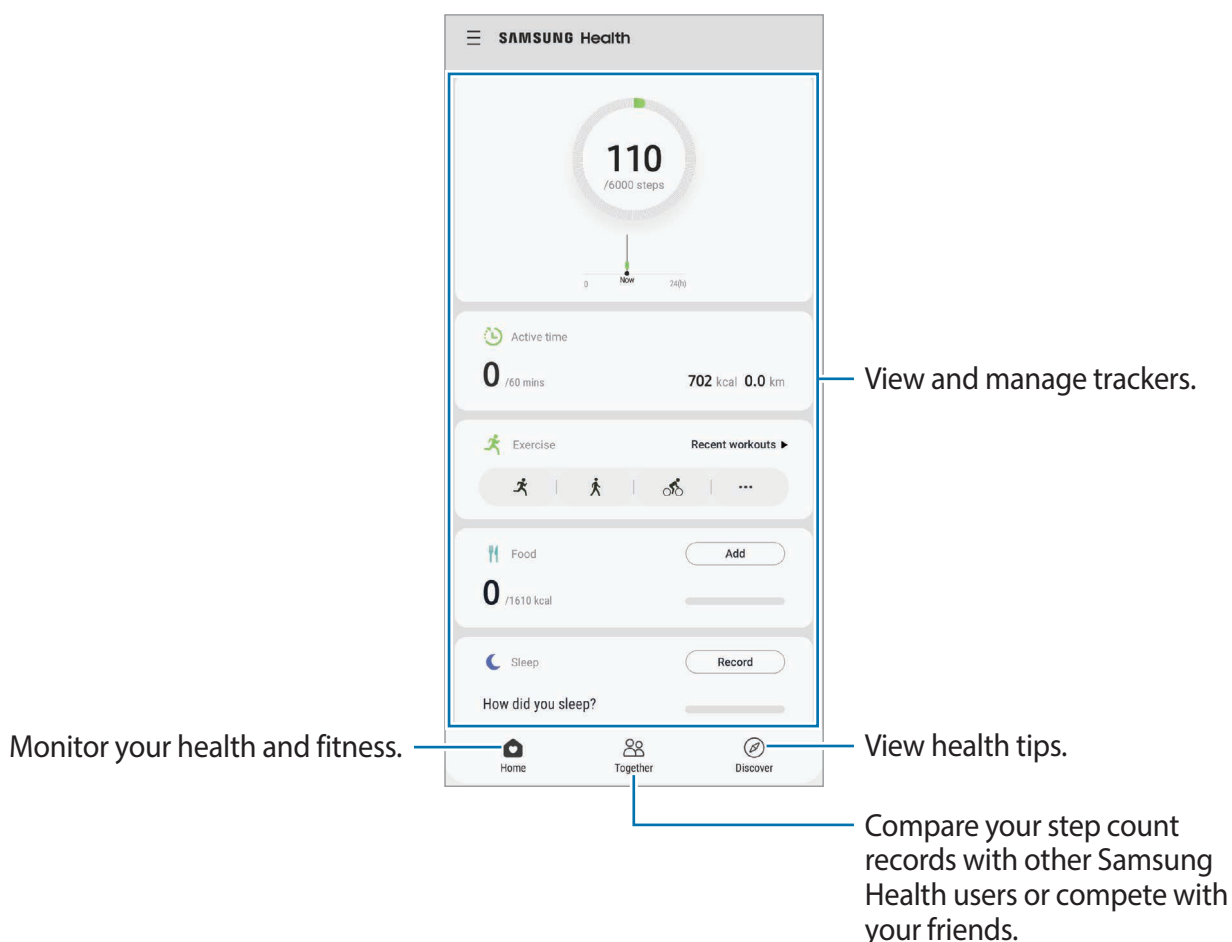 SAMSUNG Health
110
/6000 steps
0 Now 24(h)
Active time
0 /60 mins 702 kcal 0.0 km
View and manage trackers.
Exercise Recent workouts
Food Add
0 /1610 kcal
Sleep Record
How did you sleep?
Monitor your health and fitness.
Home Together Discover
View health tips.
Compare your step count
records with other Samsung
Health users or compete with
your friends.